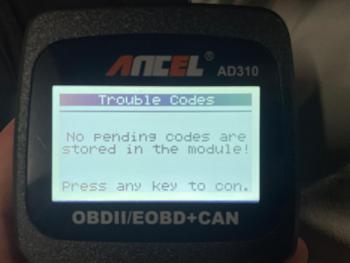 ANCEL® AD310
Trouble Codes
No pending codes are
stored in the module!
Press any key to con.
OBDII/EOBD+CAN